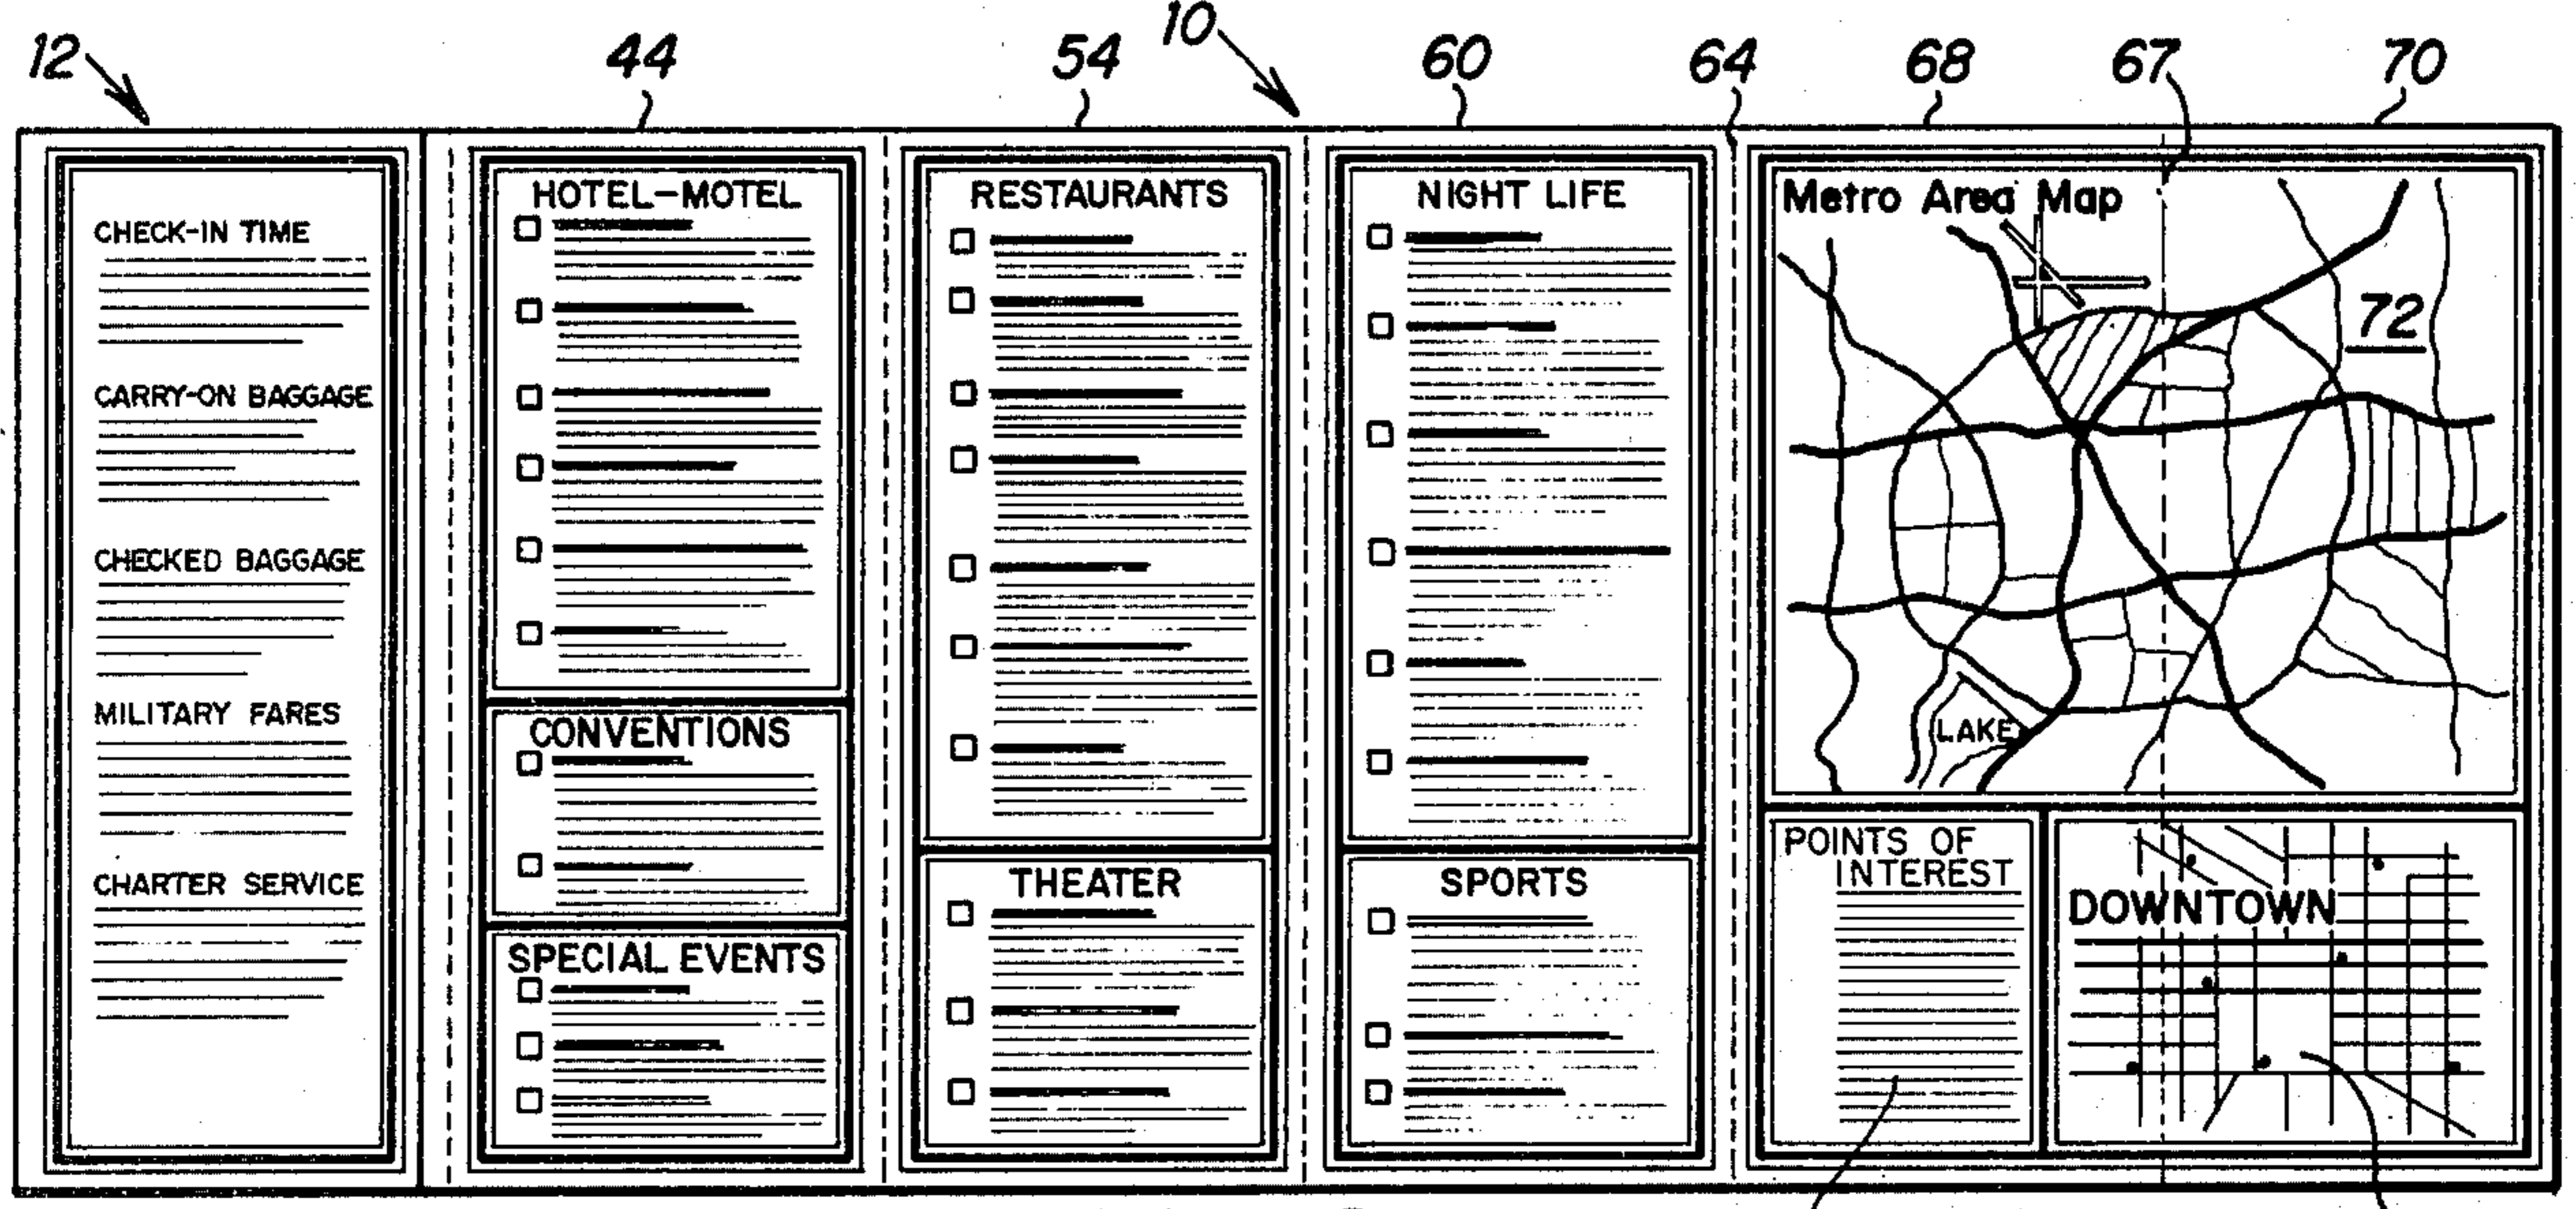 12
44
54
10
60
64
68
67
70
CHECK-IN TIME
CARRY-ON BAGGAGE
CHECKED BAGGAGE
MILITARY FARES
CHARTER SERVICE
HOTEL-MOTEL
CONVENTIONS
SPECIAL EVENTS
RESTAURANTS
THEATER
NIGHT LIFE
SPORTS
Metro Area Map
72
LAKE
POINTS OF
INTEREST
DOWNTOWN